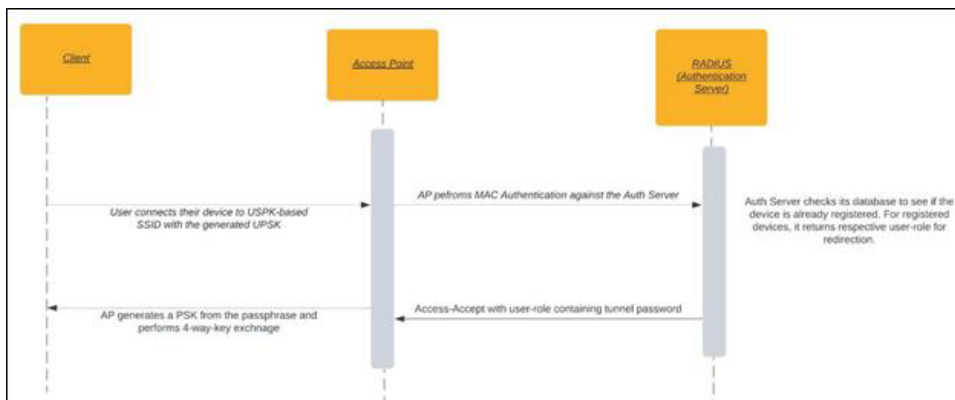 Client
Access Point
RADIUS
(Authentication
Server)
AP pefroms MAC Authentication against the Auth Server
User connects their device to USPK-based
SSID with the generated UPSK
Auth Server checks its database to see if the
device is already registered. For registered
devices, it returns respective user-role for
redirection.
Access-Accept with user-role containing tunnel password
AP generates a PSK from the passphrase and
performs 4-way-key exchnage